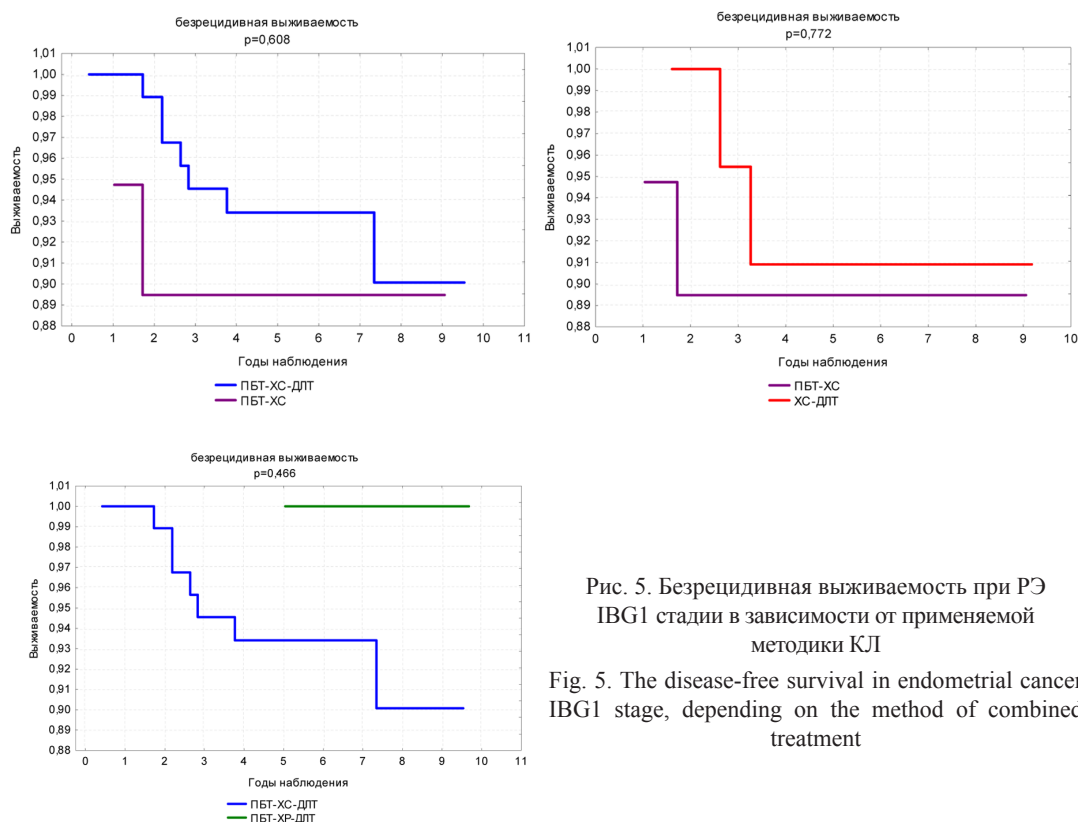 безрецидивная выживаемость
p=0,608
1,01
1,00
0,99
0,98
0,97
0,96
0,95
0,94
0,93
0,92
0,91
0,90
0,89
0,88
Выживаемость
0 1 2 3 4 5 6 7 8 9 10 11
Годы наблюдения
ПБТ-ХС-ДЛТ
ПБТ-ХС
безрецидивная выживаемость
p=0,772
1,01
1,00
0,99
0,98
0,97
0,96
0,95
0,94
0,93
0,92
0,91
0,90
0,89
0,88
Выживаемость
0 1 2 3 4 5 6 7 8 9 10
Годы наблюдения
ПБТ-ХС
ХС-ДЛТ
безрецидивная выживаемость
p=0,466
1,01
1,00
0,99
0,98
0,97
0,96
0,95
0,94
0,93
0,92
0,91
0,90
0,89
0,88
Выживаемость
0 1 2 3 4 5 6 7 8 9 10 11
Годы наблюдения
ПБТ-ХС-ДЛТ
ПБТ-ХР-ДЛТ
Рис. 5. Безрецидивная выживаемость при РЭ
IBG1 стадии в зависимости от применяемой
методики КЛ
Fig. 5. The disease-free survival in endometrial cancer
IBG1 stage, depending on the method of combined
treatment